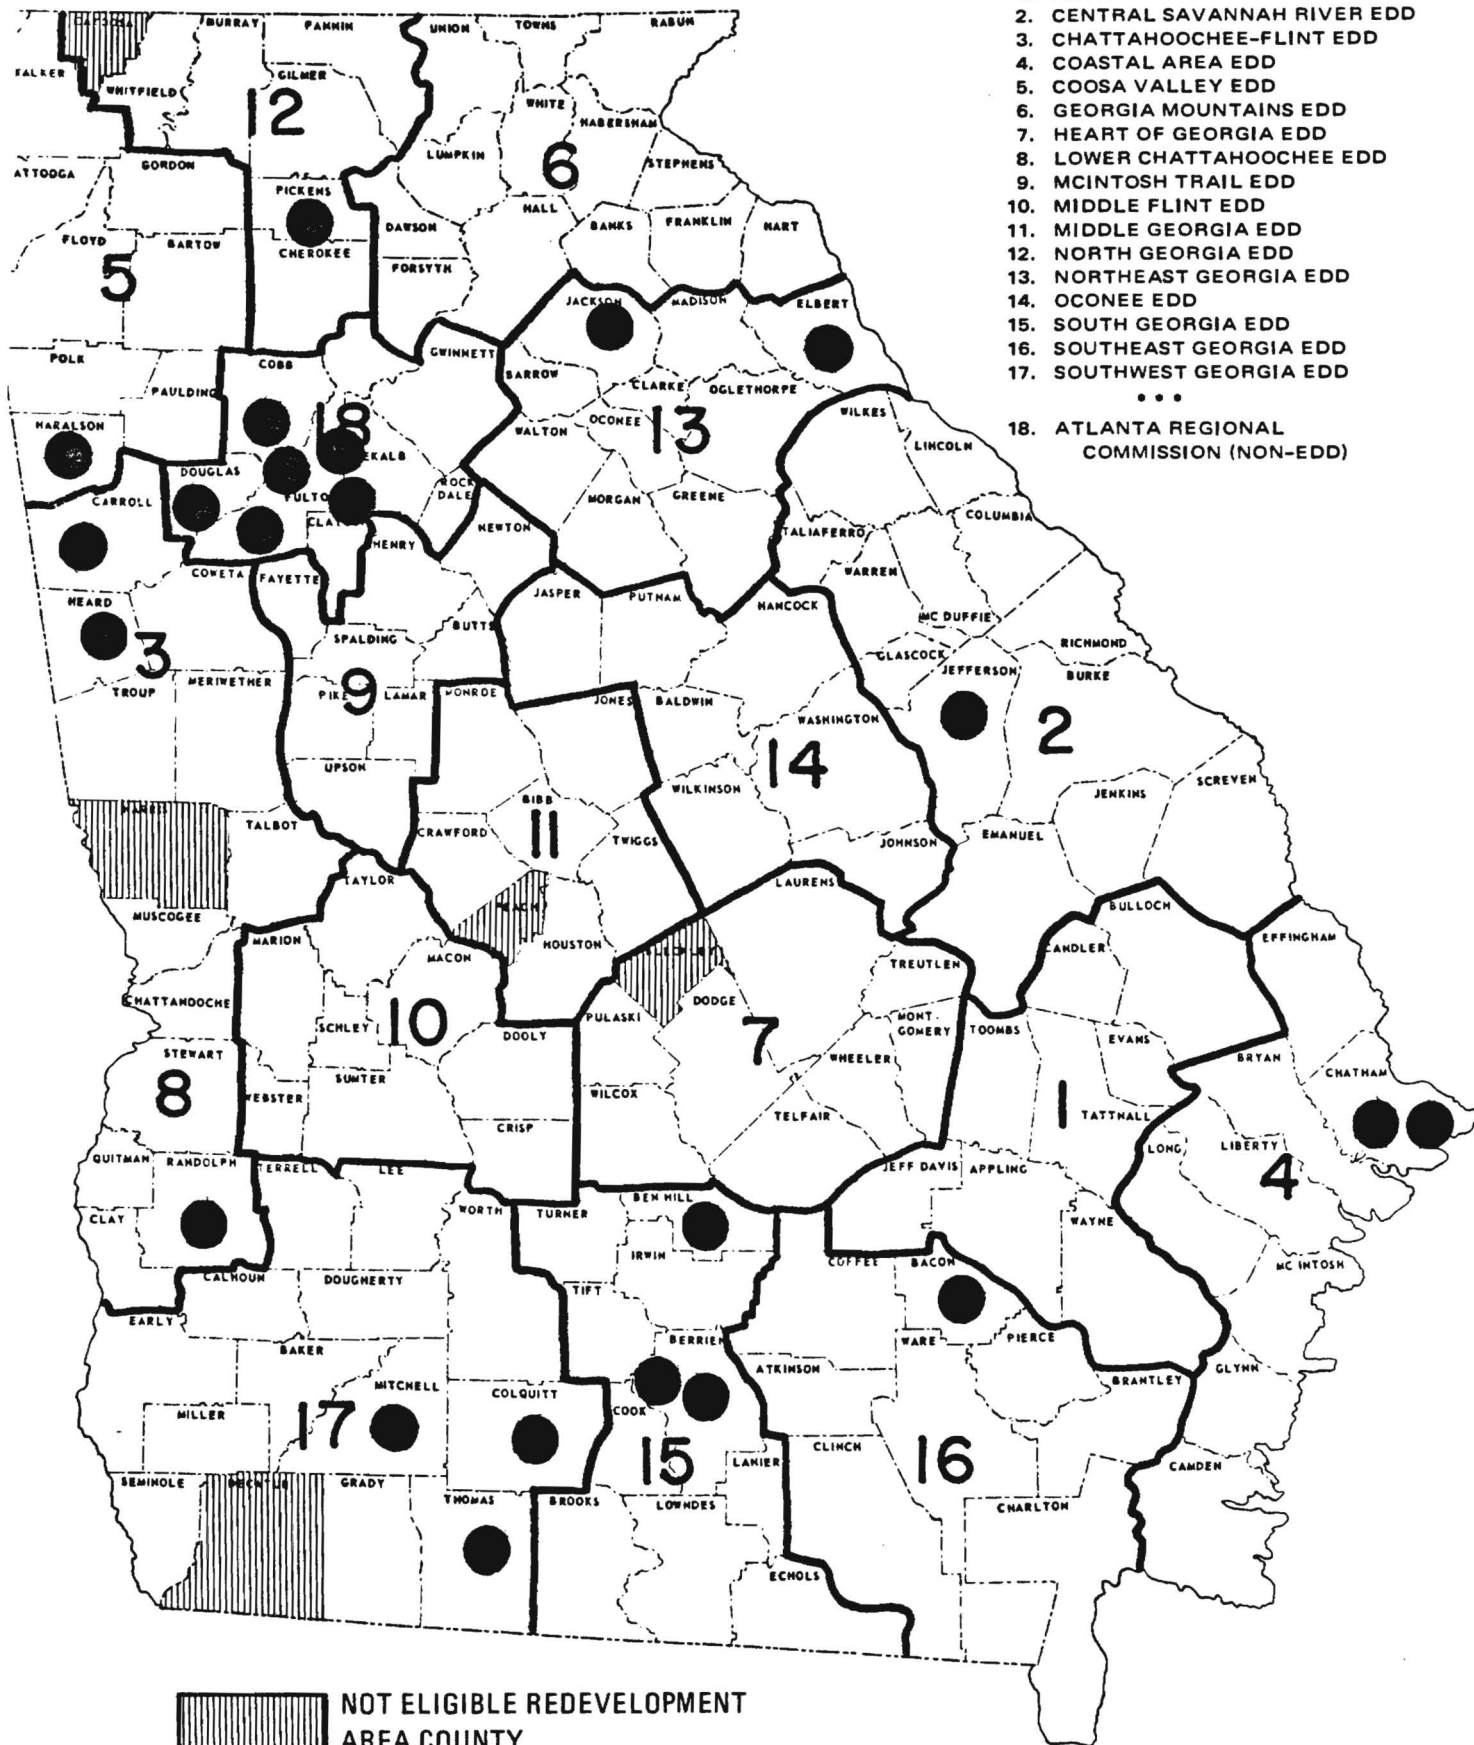 2. CENTRAL SAVANNAH RIVER EDD
3. CHATTAHOOCHEE-FLINT EDD
4. COASTAL AREA EDD
5. COOSA VALLEY EDD
6. GEORGIA MOUNTAINS EDD
7. HEART OF GEORGIA EDD
8. LOWER CHATTAHOOCHEE EDD
9. MCINTOSH TRAIL EDD
10. MIDDLE FLINT EDD
11. MIDDLE GEORGIA EDD
12. NORTH GEORGIA EDD
13. NORTHEAST GEORGIA EDD
14. OCONEE EDD
15. SOUTH GEORGIA EDD
16. SOUTHEAST GEORGIA EDD
17. SOUTHWEST GEORGIA EDD
•••
18. ATLANTA REGIONAL
COMMISSION (NON-EDD)
MURRAY FANNIN UNION TOWNS RABUN
WHITFIELD GILMER
12
WHITE
HABERSHAM
ATTOOGA GORDON LUMPKIN 6 STEPHENS
PICKENS
HALL
FLOYD BARTOW CHEROKEE DAWSON BANKS FRANKLIN HART
5 FORSYTH
JACKSON MADISON ELBERT
POLK COBB GWINNETT
PAULDING BARROW CLARKE OGLETHORPE
HARALSON 18 WALTON OCONEE 13 WILKES
DOUGLAS EKALB LINCOLN
CARROLL FULTO ROCK
DALE MORGAN GREENE
CLA NEWTON COLUMBIA
HENRY TALIAFERRO
COWETA FAYETTE WARREN
HEARD JASPER PUTNAM HANCOCK
3 SPALDING BUTTS MC DUFFIE
GLASCOCK RICHMOND
TROUP MERIWETHER 9 JEFFERSON BURKE
PIKE LAMAR MONROE JONES BALDWIN
WASHINGTON 2
UPSON 14
WILKINSON JENKINS SCREVEN
TALBOT BIBB
CRAWFORD 11 TWIGGS JOHNSON EMANUEL
TAYLOR LAURENS
MUSCOGEE BULLOCH
MARION HOUSTON EFFINGHAM
MACON ANDLER
TREUTLEN
CHATTAHOOCHE 10 DODGE
SCHLEY PULASKI 7 MONT-
GOMERY TOOMBS
STEWART DOOLY EVANS
8 SUMTER WHEELER BRYAN CHATHAM
WEBSTER WILCOX 1
CRISP TELFAIR TATTNALL
QUITMAN RANDOLPH TERRELL LEE JEFF DAVIS APPLING LONG LIBERTY
4
CLAY WORTH TURNER BEN HILL WAYNE
IRWIN
CALHOUN DOUGHERTY COFFEE BACON MC INTOSH
TIFT
EARLY
BAKER BERRIEN WARE PIERCE
MITCHELL COLQUITT ATKINSON BRANTLEY GLYNN
MILLER 17 COOK
15 CLINCH 16
SEMINOLE GRADY THOMAS BROOKS LOWNDES LANIER CHARLTON CAMDEN
ECHOLS
NOT ELIGIBLE REDEVELOPMENT
AREA COUNTY